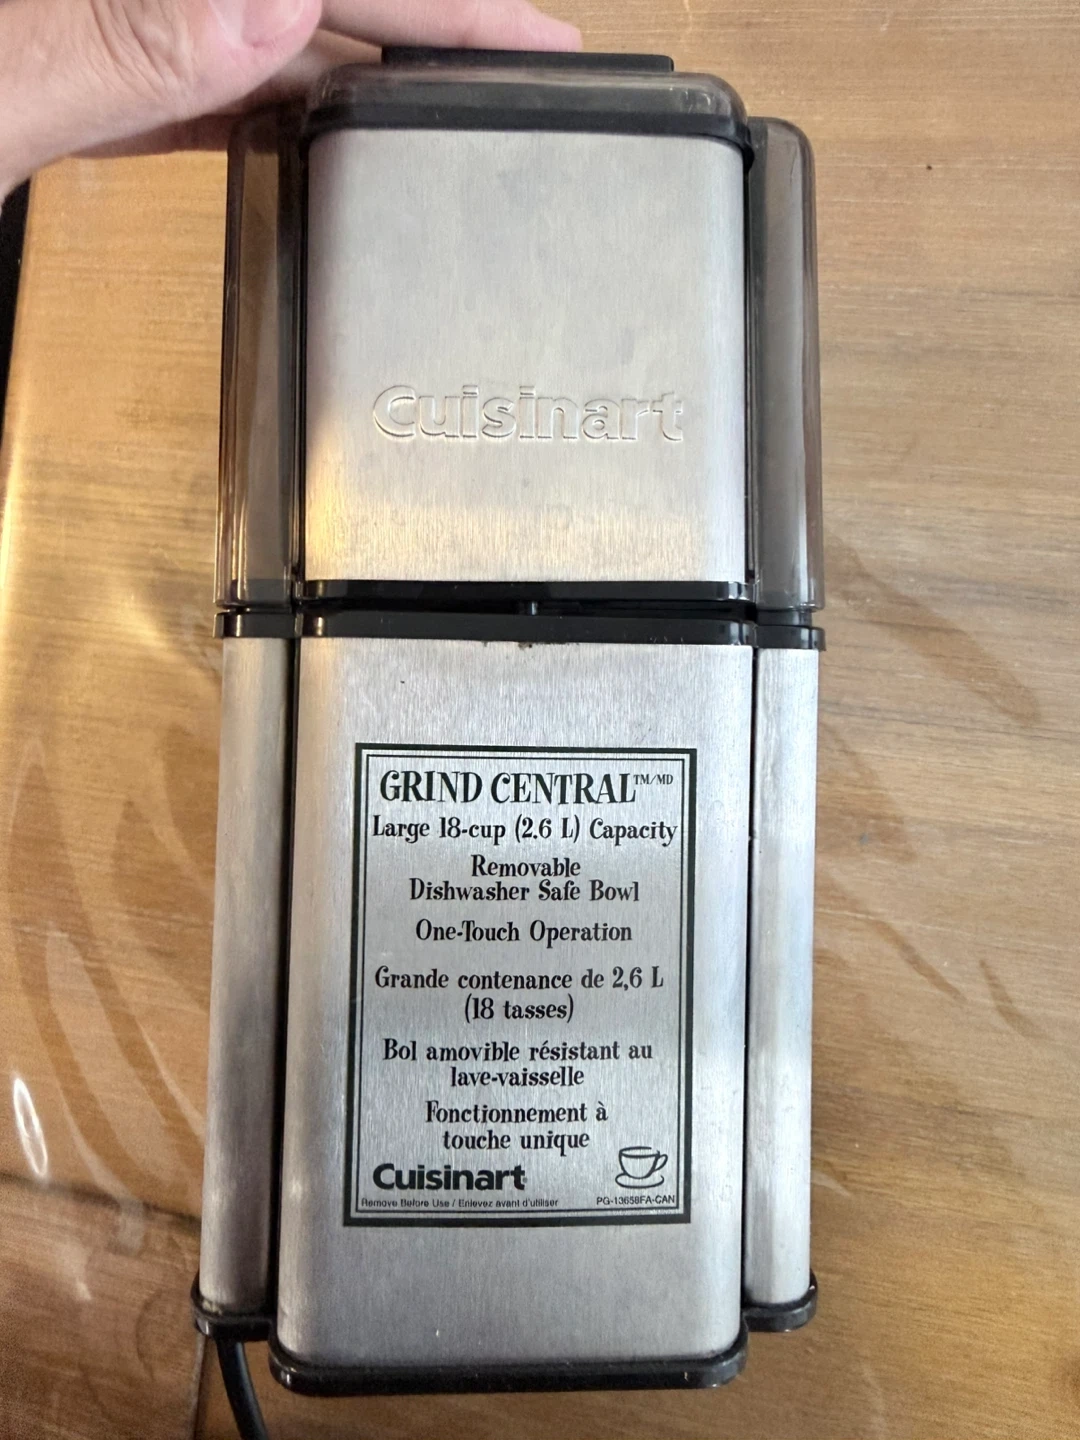 Cuisinart
GRIND CENTRAL™/MD
Large 18-cup (2.6 L) Capacity
Removable
Dishwasher Safe Bowl
One-Touch Operation
Grande contenance de 2,6 L
(18 tasses)
Bol amovible résistant au
lave-vaisselle
Fonctionnement à
touche unique
Cuisinart
Remove Before Use / Enlevez avant d'utiliser
PG-13658FA-CAN